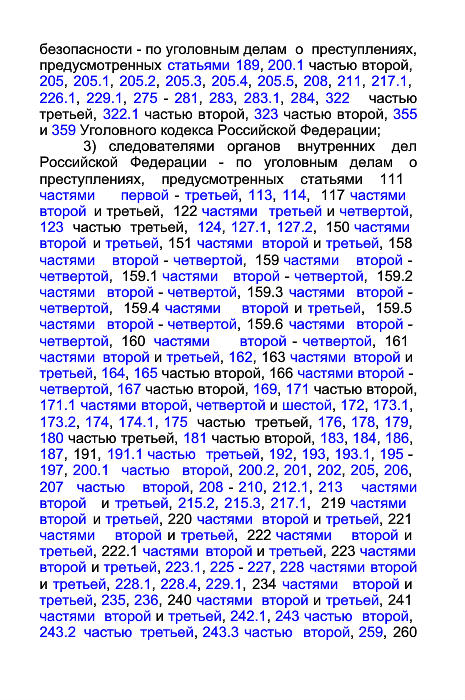 безопасности - по уголовным делам о преступлениях,
предусмотренных статьями 189, 200.1 частью второй,
205, 205.1, 205.2, 205.3, 205.4, 205.5, 208, 211, 217.1,
226.1, 229.1, 275 - 281, 283, 283.1, 284, 322 частью
третьей, 322.1 частью второй, 323 частью второй, 355
и 359 Уголовного кодекса Российской Федерации;
3) следователями органов внутренних дел
Российской Федерации - по уголовным делам о
преступлениях, предусмотренных статьями 111
частями первой - третьей, 113, 114, 117 частями
второй и третьей, 122 частями третьей и четвертой,
123 частью третьей, 124, 127.1, 127.2, 150 частями
второй и третьей, 151 частями второй и третьей, 158
частями второй - четвертой, 159 частями второй -
четвертой, 159.1 частями второй - четвертой, 159.2
частями второй - четвертой, 159.3 частями второй -
четвертой, 159.4 частями второй и третьей, 159.5
частями второй - четвертой, 159.6 частями второй -
четвертой, 160 частями второй - четвертой, 161
частями второй и третьей, 162, 163 частями второй и
третьей, 164, 165 частью второй, 166 частями второй -
четвертой, 167 частью второй, 169, 171 частью второй,
171.1 частями второй, четвертой и шестой, 172, 173.1,
173.2, 174, 174.1, 175 частью третьей, 176, 178, 179,
180 частью третьей, 181 частью второй, 183, 184, 186,
187, 191, 191.1 частью третьей, 192, 193, 193.1, 195 -
197, 200.1 частью второй, 200.2, 201, 202, 205, 206,
207 частью второй, 208 - 210, 212.1, 213 частями
второй и третьей, 215.2, 215.3, 217.1, 219 частями
второй и третьей, 220 частями второй и третьей, 221
частями второй и третьей, 222 частями второй и
третьей, 222.1 частями второй и третьей, 223 частями
второй и третьей, 223.1, 225 - 227, 228 частями второй
и третьей, 228.1, 228.4, 229.1, 234 частями второй и
третьей, 235, 236, 240 частями второй и третьей, 241
частями второй и третьей, 242.1, 243 частью второй,
243.2 частью третьей, 243.3 частью второй, 259, 260